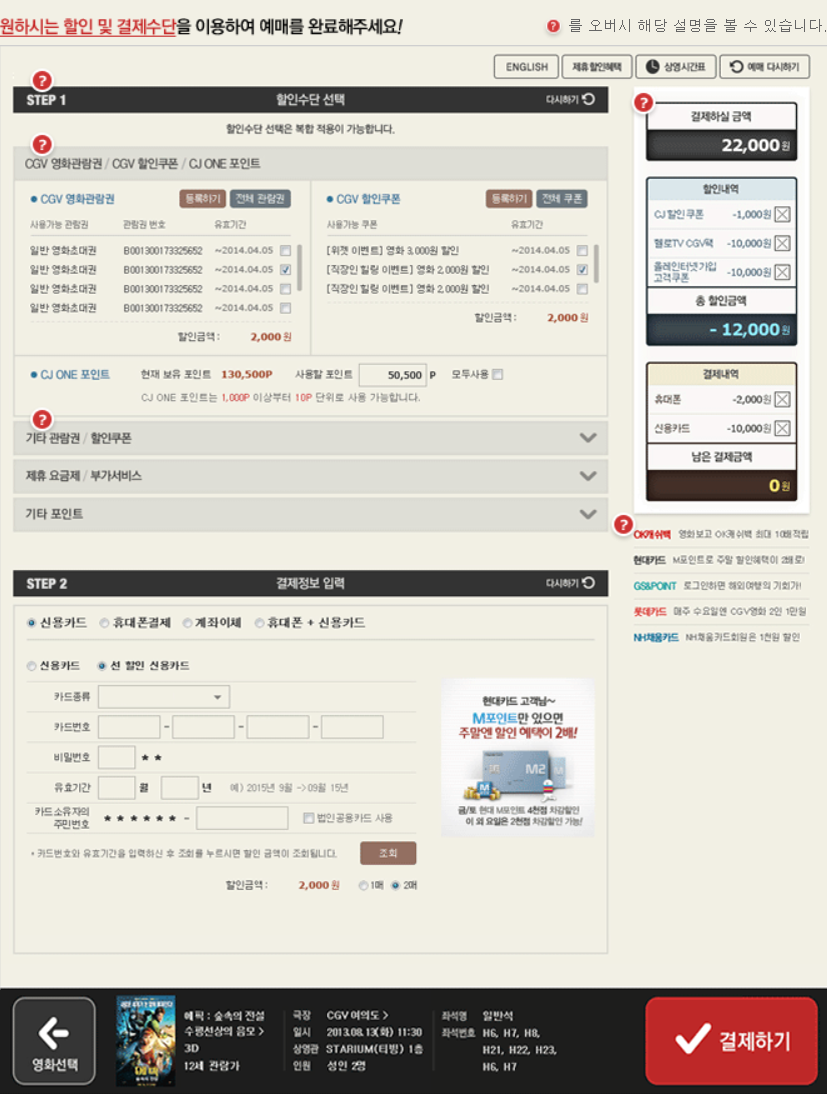 원하시는 할인 및 결제수단을 이용하여 예매를 완료해주세요!
? 를 오버시 해당 설명을 볼 수 있습니다.
ENGLISH 제휴할인혜택 상영시간표 예매 다시하기
?
STEP 1 할인수단 선택 다시하기
할인수단 선택은 복합 적용이 가능합니다.
?
CGV 영화관람권 / CGV 할인쿠폰 / CJ ONE 포인트
CGV 영화관람권 등록하기 전체 관람권
사용가능 관람권 관람권 번호 유효기간
일반 영화초대권 B001300173325652 ~2014.04.05
일반 영화초대권 B001300173325652 ~2014.04.05
일반 영화초대권 B001300173325652 ~2014.04.05
일반 영화초대권 B001300173325652 ~2014.04.05
할인금액 : 2,000 원
CGV 할인쿠폰 등록하기 전체 쿠폰
사용가능 쿠폰 유효기간
[위젯 이벤트] 영화 3,000원 할인 ~2014.04.05
[직장인 힐링 이벤트] 영화 2,000원 할인 ~2014.04.05
[직장인 힐링 이벤트] 영화 2,000원 할인 ~2014.04.05
할인금액 : 2,000 원
CJ ONE 포인트 현재 보유 포인트 130,500P 사용할 포인트 50,500 P 모두사용
CJ ONE 포인트는 1,000P 이상부터 10P 단위로 사용 가능합니다.
?
기타 관람권 / 할인쿠폰
제휴 요금제 / 부가서비스
기타 포인트
?
결제하실 금액
22,000 원
할인내역
CJ 할인 쿠폰 -1,000원
헬로TV CGV팩 -10,000원
올레인터넷가입
고객쿠폰 -10,000원
총 할인금액
- 12,000 원
결제내역
휴대폰 -2,000원
신용카드 -10,000원
남은 결제금액
0 원
?
OK캐쉬백 영화보고 OK캐쉬백 최대 10배적립
현대카드 M포인트로 주말 할인혜택이 2배로!
GS&POINT 로그인하면 해외여행의 기회가!
롯데카드 매주 수요일엔 CGV영화 2인 1만원
NH채움카드 NH채움카드회원은 1천원 할인
STEP 2 결제정보 입력 다시하기
신용카드 휴대폰결제 계좌이체 휴대폰 + 신용카드
신용카드 선 할인 신용카드
카드종류
카드번호 - - -
비밀번호 * *
유효기간 월 년 예) 2015년 9월 ->09월 15년
카드소유자의
주민번호 * * * * * * - 법인공용카드 사용
* 카드번호와 유효기간을 입력하신 후 조회를 누르시면 할인 금액이 조회됩니다. 조회
할인금액 : 2,000 원 1매 2매
현대카드 고객님~
M포인트만 있으면
주말엔 할인 혜택이 2배!
M2
M
금/토 현대 M포인트 4천점 차감할인
이 외 요일은 2천점 차감할인 가능!
영화선택
에픽 : 숲속의 전설
수평선상의 음모 >
3D
12세 관람가
극장 CGV 여의도 >
일시 2013.08.13(화) 11:30
상영관 STARIUM(티방) 1층
인원 성인 2명
좌석명 일반석
좌석번호 H6, H7, H8,
H21, H22, H23,
H6, H7
결제하기